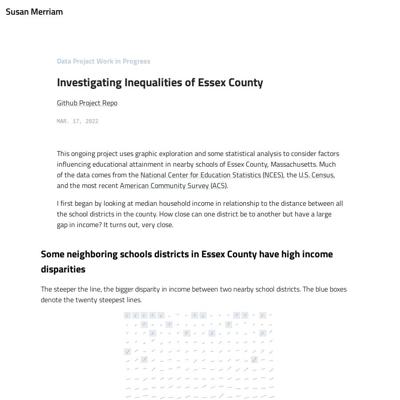 Susan Merriam
Data Project Work in Progress
Investigating Inequalities of Essex County
Github Project Repo
MAR. 17, 2022
This ongoing project uses graphic exploration and some statistical analysis to consider factors
influencing educational attainment in nearby schools of Essex County, Massachusetts. Much
of the data comes from the National Center for Education Statistics (NCES), the U.S. Census,
and the most recent American Community Survey (ACS).
I first began by looking at median household income in relationship to the distance between all
the school districts in the county. How close can one district be to another but have a large
gap in income? It turns out, very close.
Some neighboring schools districts in Essex County have high income
disparities
The steeper the line, the bigger disparity in income between two nearby school districts. The blue boxes
denote the twenty steepest lines.